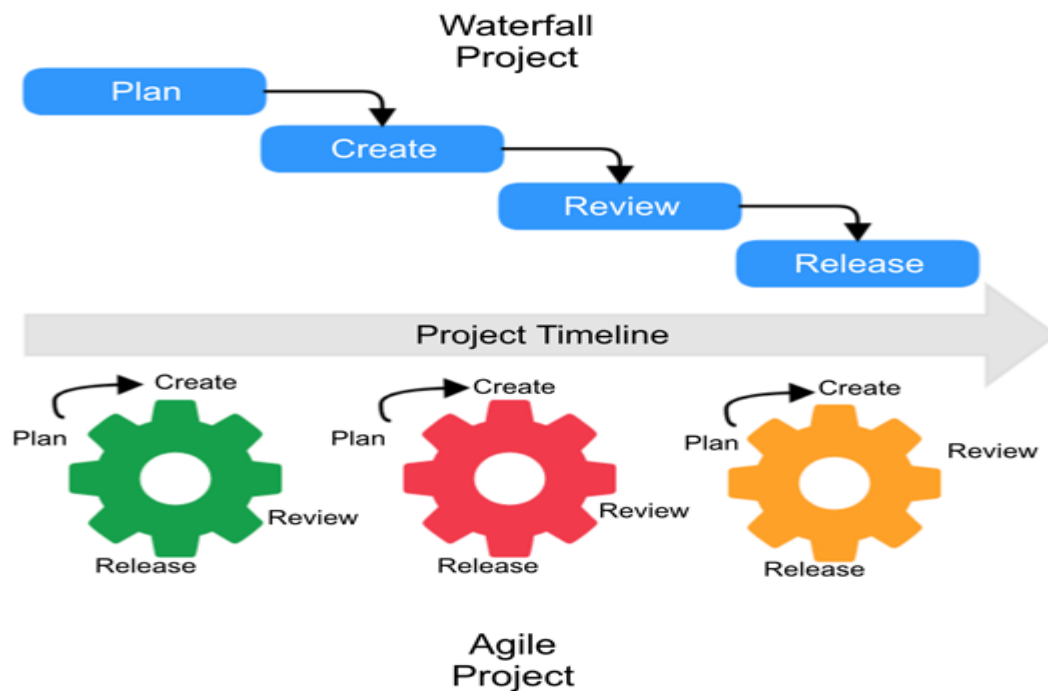 Waterfall
Project
Plan
Create
Review
Release
Project Timeline
Create
Plan
Review
Release
Create
Plan
Review
Release
Create
Plan
Review
Release
Agile
Project